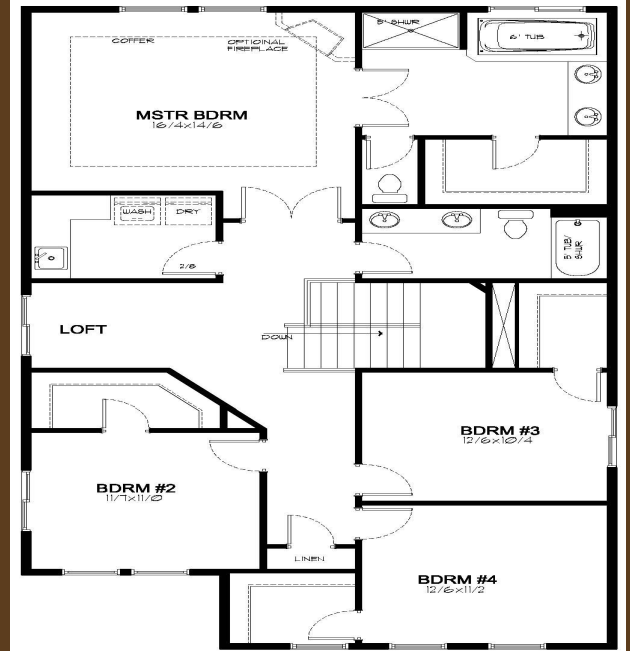 5' SHWR
6' TUB
COFFER
OPTIONAL
FIREPLACE
MSTR BDRM
16/4x14/6
WASH
DRY
2/8
5' TUB/
SHWR
LOFT
DOWN
BDRM #3
12/6x10/4
BDRM #2
11/7x11/0
LINEN
BDRM #4
12/6x11/2